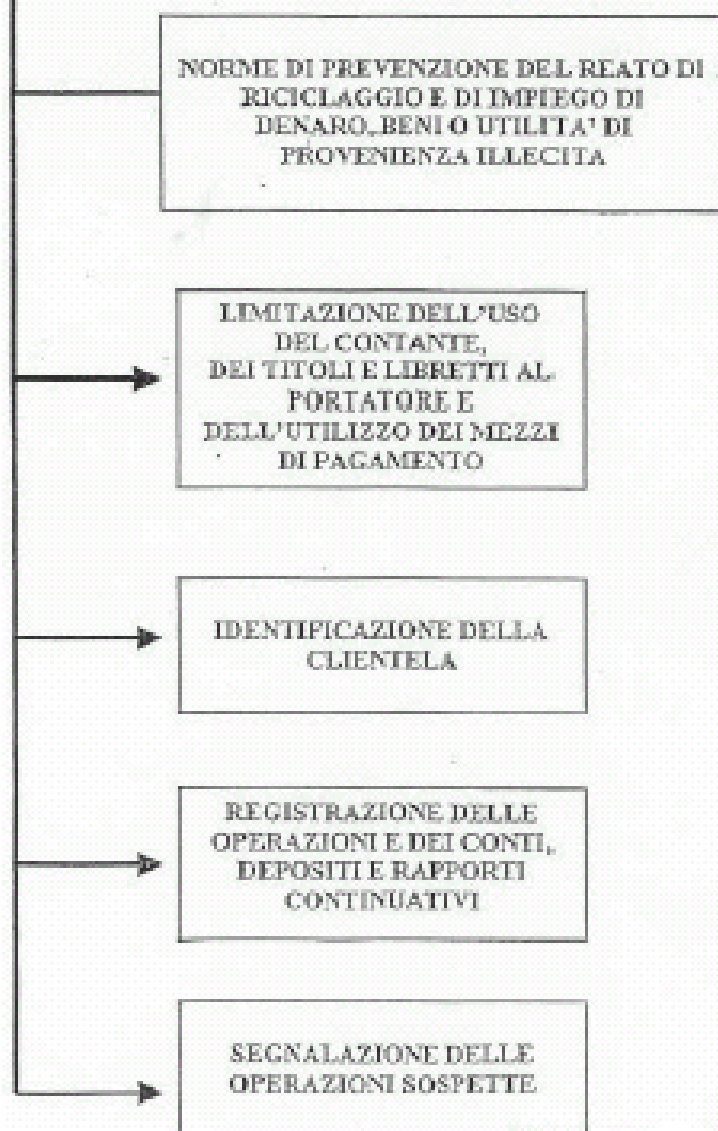 NORME DI PREVENZIONE DEL REATO DI
RICICLAGGIO E DI IMPIEGO DI
DENARO, BENI O UTILITA' DI
PROVENIENZA ILLECITA
LIMITAZIONE DELL'USO
DEL CONTANTE,
DEI TITOLI E LIBRETTI AL
PORTATORE E
DELL'UTILIZZO DEI MEZZI
DI PAGAMENTO
IDENTIFICAZIONE DELLA
CLIENTELA
REGISTRAZIONE DELLE
OPERAZIONI E DEI CONTI,
DEPOSITI E RAPPORTI
CONTINUATIVI
SEGNALAZIONE DELLE
OPERAZIONI SOSPETTE